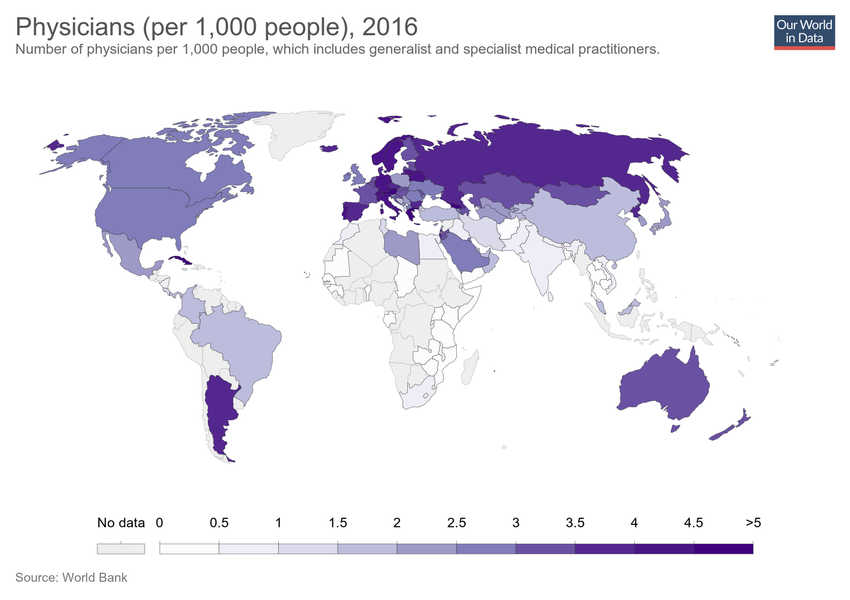 Physicians (per 1,000 people), 2016
Our World
in Data
Number of physicians per 1,000 people, which includes generalist and specialist medical practitioners.
No data 0 0.5 1 1.5 2 2.5 3 3.5 4 4.5 >5
Source: World Bank